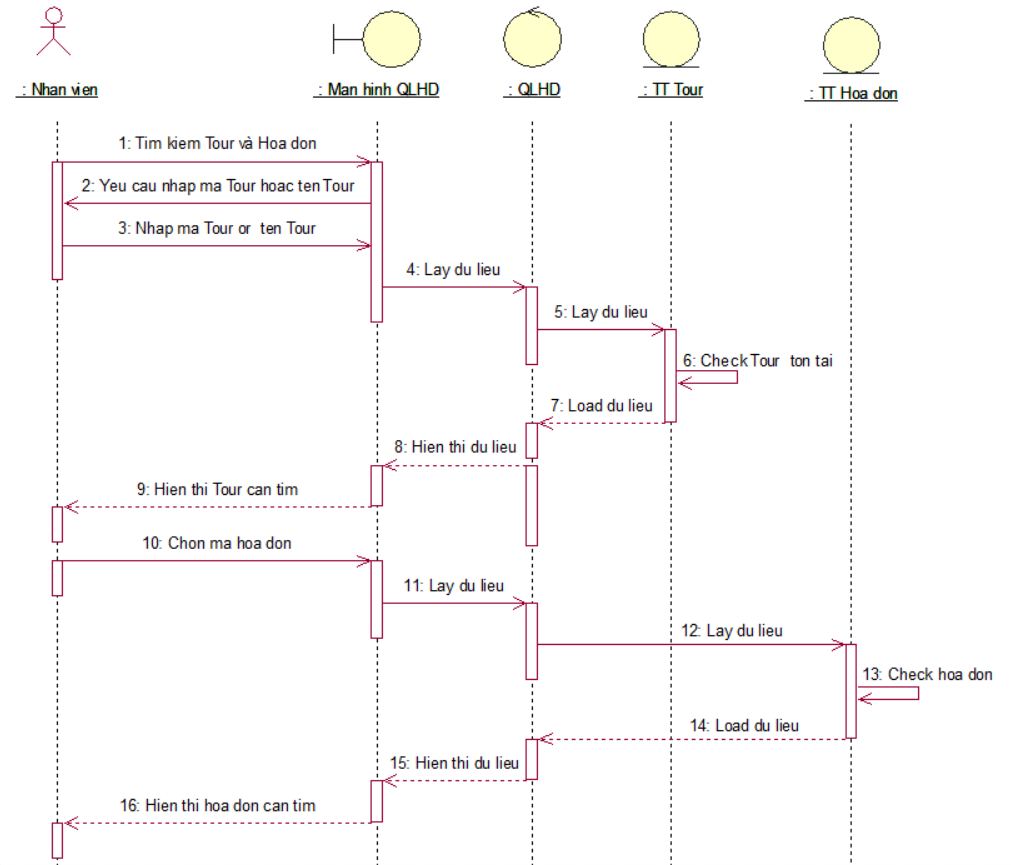 : Nhan vien
: Man hinh QLHD
: QLHD
: TT Tour
: TT Hoa don
1: Tim kiem Tour và Hoa don
2: Yeu cau nhap ma Tour hoac ten Tour
3: Nhap ma Tour or ten Tour
4: Lay du lieu
5: Lay du lieu
6: Check Tour ton tai
7: Load du lieu
8: Hien thi du lieu
9: Hien thi Tour can tim
10: Chon ma hoa don
11: Lay du lieu
12: Lay du lieu
13: Check hoa don
14: Load du lieu
15: Hien thi du lieu
16: Hien thi hoa don can tim